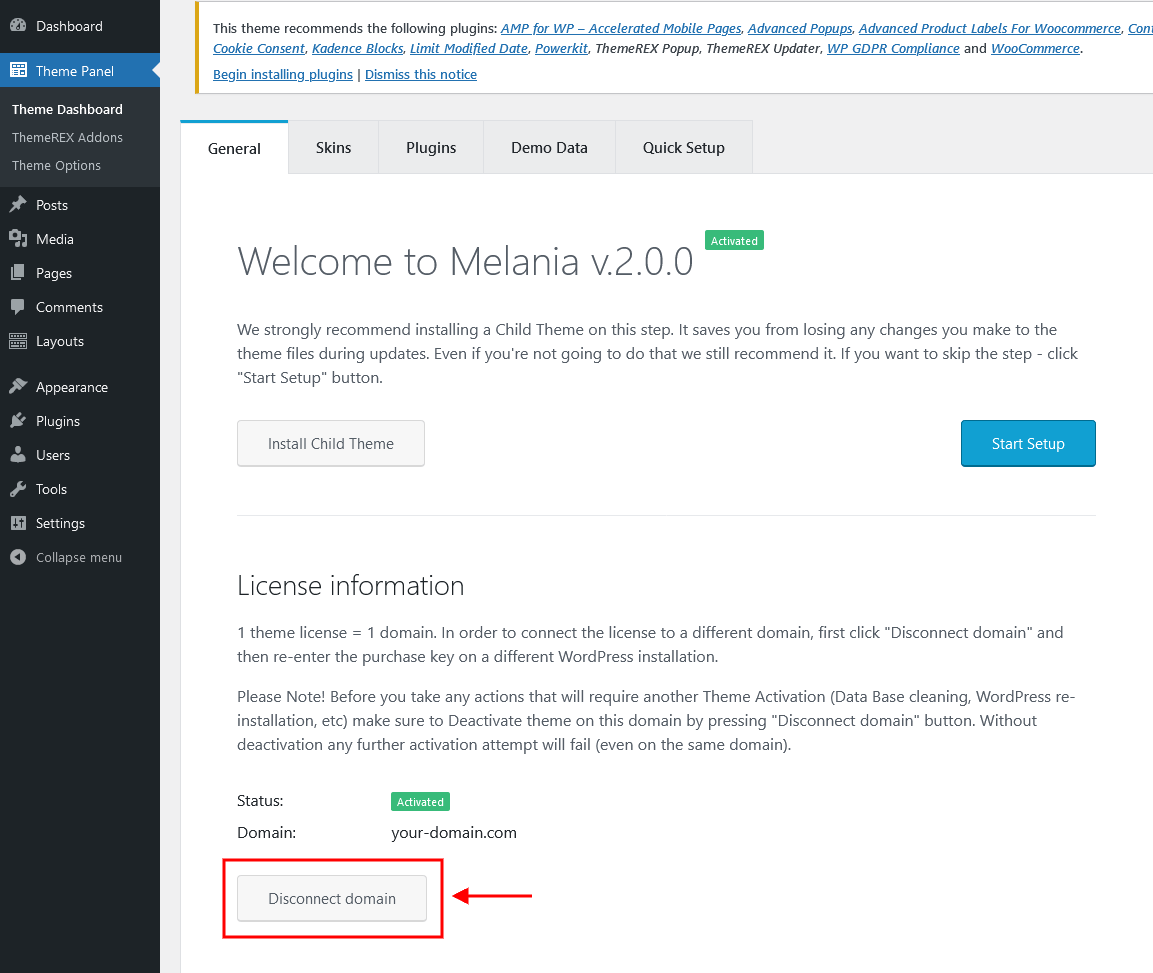 Dashboard
Theme Panel
Theme Dashboard
ThemeREX Addons
Theme Options
Posts
Media
Pages
Comments
Layouts
Appearance
Plugins
Users
Tools
Settings
Collapse menu
This theme recommends the following plugins: AMP for WP – Accelerated Mobile Pages, Advanced Popups, Advanced Product Labels For Woocommerce,
Cookie Consent, Kadence Blocks, Limit Modified Date, Powerkit, ThemeREX Popup, ThemeREX Updater, WP GDPR Compliance and WooCommerce.
Begin installing plugins | Dismiss this notice
General Skins Plugins Demo Data Quick Setup
Welcome to Melania v.2.0.0 Activated
We strongly recommend installing a Child Theme on this step. It saves you from losing any changes you make to the
theme files during updates. Even if you're not going to do that we still recommend it. If you want to skip the step - click
"Start Setup" button.
Install Child Theme Start Setup
License information
1 theme license = 1 domain. In order to connect the license to a different domain, first click "Disconnect domain" and
then re-enter the purchase key on a different WordPress installation.
Please Note! Before you take any actions that will require another Theme Activation (Data Base cleaning, WordPress re-
installation, etc) make sure to Deactivate theme on this domain by pressing "Disconnect domain" button. Without
deactivation any further activation attempt will fail (even on the same domain).
Status: Activated
Domain: your-domain.com
Disconnect domain